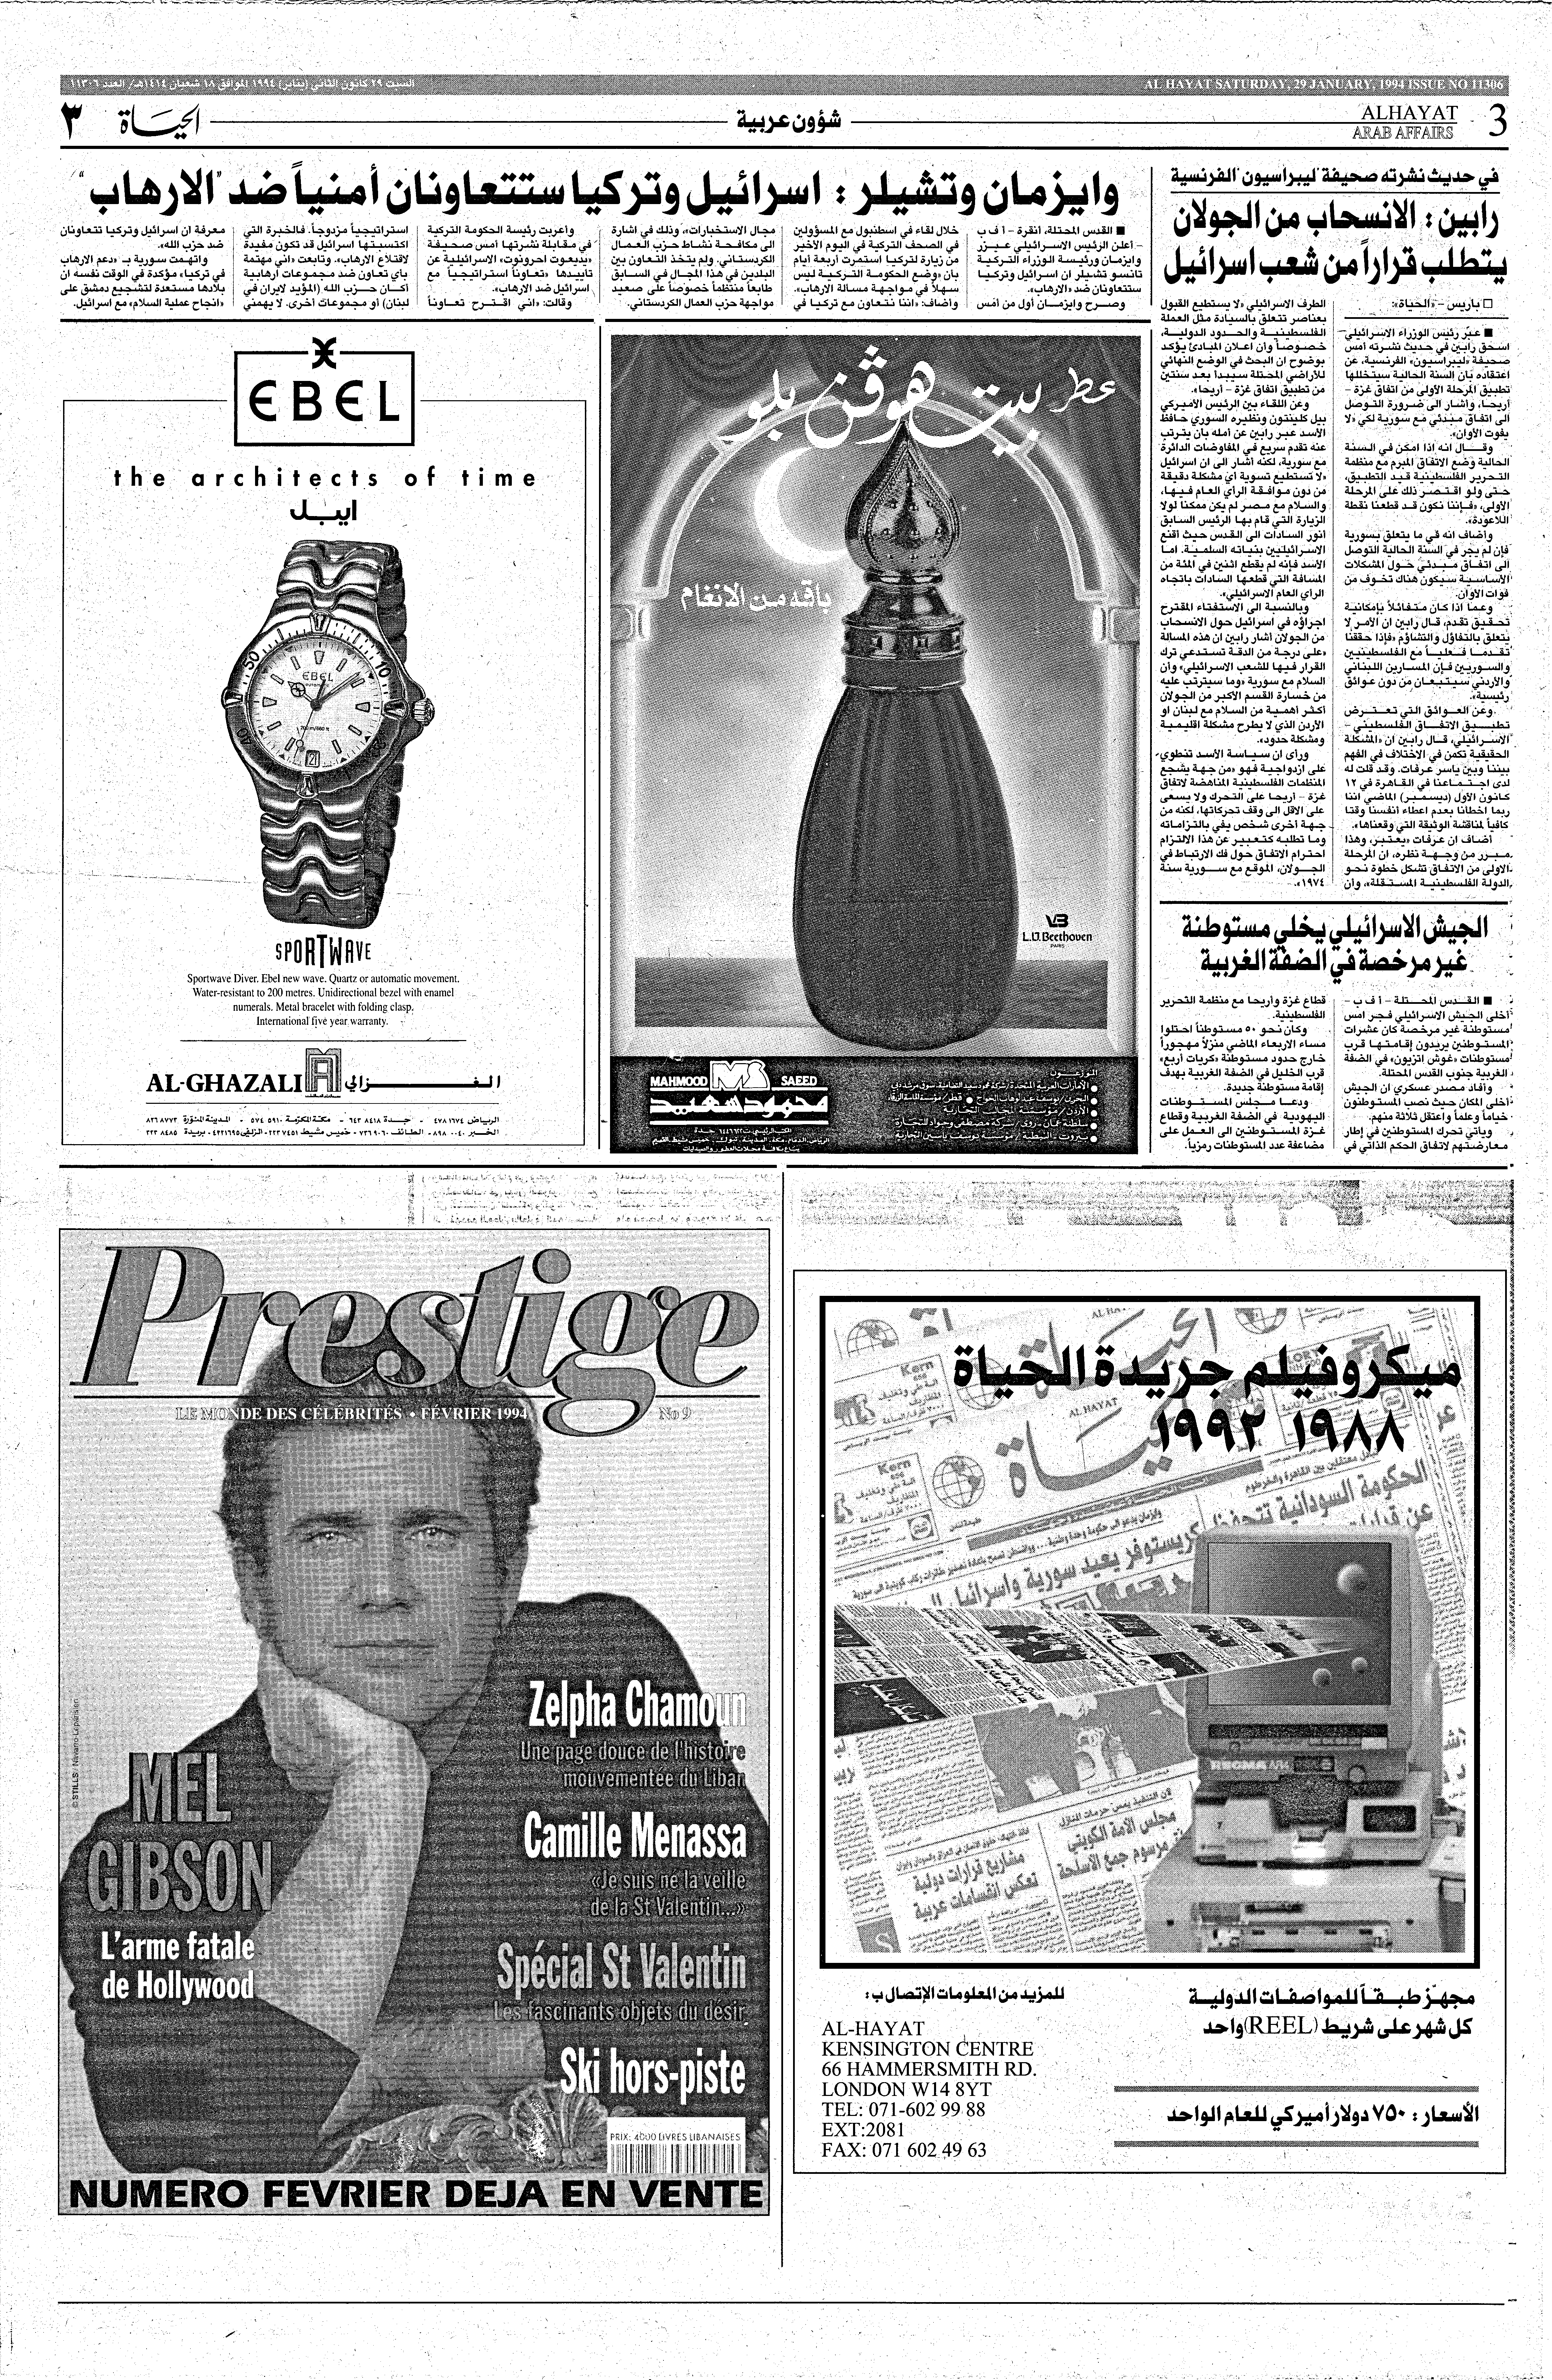 السبت ٢٩ كانون الثاني (يناير) ١٩٩٤ الموافق ١٨ شعبان ١٤١٤هـ/ العدد ١١٣٠٦
AL HAYAT SATURDAY, 29 JANUARY, 1994 ISSUE NO 11306
٣ الحياة
شؤون عربية
ALHAYAT
ARAB AFFAIRS
3
في حديث نشرته صحيفة "ليبراسيون" الفرنسية
رابين : الانسحاب من الجولان
يتطلب قراراً من شعب اسرائيل
□ باريس - «الحياة»:
■ عبّر رئيس الوزراء الاسرائيلي
اسحق رابين في حديث نشرته أمس
صحيفة «ليبراسيون» الفرنسية، عن
اعتقاده بأن السنة الحالية سيتخللها
تطبيق المرحلة الأولى من اتفاق غزة -
أريحا، وأشار الى ضرورة التوصل
الى اتفاق مبدئي مع سورية لكي «لا
يفوت الأوان».
وقال انه اذا امكن في السنة
الحالية وضع الاتفاق المبرم مع منظمة
التحرير الفلسطينية قيد التطبيق،
حتى ولو اقتصر ذلك على المرحلة
الأولى، «فإننا نكون قد قطعنا نقطة
اللاعودة».
وأضاف انه في ما يتعلق بسورية
فإن لم يجر في السنة الحالية التوصل
الى اتفاق مبدئي حول المشكلات
الأساسية سيكون هناك تخوف من
فوات الأوان.
وعما اذا كان متفائلاً بإمكانية
تحقيق تقدم، قال رابين ان الامر لا
يتعلق بالتفاؤل والتشاؤم «فإذا حققنا
تقدماً فعلياً مع الفلسطينيين
والسوريين فإن المسارين اللبناني
والأردني سيتبعان من دون عوائق
رئيسية».
وعن العوائق التي تعترض
تطبيق الاتفاق الفلسطيني -
الاسرائيلي، قال رابين ان «المشكلة
الحقيقية تكمن في الاختلاف في الفهم
بيننا وبين ياسر عرفات. وقد قلت له
لدى اجتماعنا في القاهرة في ١٢
كانون الأول (ديسمبر) الماضي اننا
ربما اخطأنا بعدم اعطاء أنفسنا وقتاً
كافياً لمناقشة الوثيقة التي وقعناها».
أضاف ان عرفات «يعتبر، وهذا
مبرر من وجهة نظره، ان المرحلة
الأولى من الاتفاق تشكل خطوة نحو
الدولة الفلسطينية المستقلة»، وأن
الطرف الاسرائيلي «لا يستطيع القبول
بعناصر تتعلق بالسيادة مثل العملة
الفلسطينية والحدود الدولية،
خصوصاً وان اعلان المبادئ يؤكد
بوضوح ان البحث في الوضع النهائي
للأراضي المحتلة سيبدأ بعد سنتين
من تطبيق اتفاق غزة - أريحا».
وعن اللقاء بين الرئيس الأميركي
بيل كلينتون ونظيره السوري حافظ
الأسد عبر رابين عن أمله بأن يترتب
عنه تقدم سريع في المفاوضات الدائرة
مع سورية، لكنه أشار الى ان اسرائيل
«لا تستطيع تسوية أي مشكلة دقيقة
من دون موافقة الرأي العام فيها،
والسلام مع مصر لم يكن ممكناً لولا
الزيارة التي قام بها الرئيس السابق
أنور السادات الى القدس حيث أقنع
الاسرائيليين بنياته السلمية. اما
الأسد فإنه لم يقطع اثنين في المئة من
المسافة التي قطعها السادات باتجاه
الرأي العام الاسرائيلي».
وبالنسبة الى الاستفتاء المقترح
اجراؤه في اسرائيل حول الانسحاب
من الجولان أشار رابين ان هذه المسألة
«على درجة من الدقة تستدعي ترك
القرار فيها للشعب الاسرائيلي» وأن
السلام مع سورية «وما سيترتب عليه
من خسارة القسم الأكبر من الجولان
أكثر اهمية من السلام مع لبنان او
الأردن الذي لا يطرح مشكلة اقليمية
ومشكلة حدود».
ورأى ان سياسة الأسد تنطوي
على ازدواجية فهو «من جهة يشجع
المنظمات الفلسطينية المناهضة لاتفاق
غزة - أريحا على التحرك ولا يسعى
على الأقل الى وقف تحركاتها، لكنه من
جهة أخرى شخص يفي بالتزاماته
وما تطلبه كتعبير عن هذا الالتزام
احترام الاتفاق حول فك الارتباط في
الجولان، الموقع مع سورية سنة
١٩٧٤».
الجيش الاسرائيلي يخلي مستوطنة
غير مرخصة في الضفة الغربية
■ القدس المحتلة - أ ف ب -
أخلى الجيش الاسرائيلي فجر امس
مستوطنة غير مرخصة كان عشرات
المستوطنين يريدون إقامتها قرب
مستوطنات «غوش اتزيون» في الضفة
الغربية جنوب القدس المحتلة.
وأفاد مصدر عسكري ان الجيش
أخلى المكان حيث نصب المستوطنون
خياماً وعلماً واعتقل ثلاثة منهم.
ويأتي تحرك المستوطنين في إطار
معارضتهم لاتفاق الحكم الذاتي في
قطاع غزة وأريحا مع منظمة التحرير
الفلسطينية.
وكان نحو ٥٠ مستوطناً احتلوا
مساء الأربعاء الماضي منزلاً مهجوراً
خارج حدود مستوطنة «كريات أربع»
قرب الخليل في الضفة الغربية بهدف
إقامة مستوطنة جديدة.
ودعا مجلس المستوطنات
اليهودية في الضفة الغربية وقطاع
غزة المستوطنين الى العمل على
مضاعفة عدد المستوطنات رمزياً.
وايزمان وتشيلر : اسرائيل وتركيا ستتعاونان أمنياً ضد "الارهاب"
■ القدس المحتلة، أنقرة - أ ف ب
- أعلن الرئيس الاسرائيلي عيزر
وايزمان ورئيسة الوزراء التركية
تانسو تشيلر ان اسرائيل وتركيا
ستتعاونان ضد «الارهاب».
وصرح وايزمان أول من أمس
خلال لقاء في اسطنبول مع المسؤولين
في الصحف التركية في اليوم الأخير
من زيارة لتركيا استمرت أربعة أيام
بأن «وضع الحكومة التركية ليس
سهلاً في مواجهة مسألة الارهاب».
وأضاف: «اننا نتعاون مع تركيا في
مجال الاستخبارات»، وذلك في اشارة
الى مكافحة نشاط حزب العمال
الكردستاني. ولم يتخذ التعاون بين
البلدين في هذا المجال في السابق
طابعاً منتظماً خصوصاً على صعيد
مواجهة حزب العمال الكردستاني.
وأعربت رئيسة الحكومة التركية
في مقابلة نشرتها أمس صحيفة
«يديعوت احرونوت» الاسرائيلية عن
تأييدها «تعاوناً استراتيجياً مع
اسرائيل ضد الارهاب».
وقالت: «اني اقترح تعاوناً
استراتيجياً مزدوجاً. فالخبرة التي
اكتسبتها اسرائيل قد تكون مفيدة
لاقتلاع الارهاب». وتابعت «اني مهتمة
بأي تعاون ضد مجموعات ارهابية
أكان حزب الله (المؤيد لايران في
لبنان) او مجموعات أخرى. لا يهمني
معرفة ان اسرائيل وتركيا تتعاونان
ضد حزب الله».
واتهمت سورية بـ «دعم الارهاب
في تركيا» مؤكدة في الوقت نفسه ان
بلادها مستعدة لتشجيع دمشق على
«انجاح عملية السلام» مع اسرائيل.
EBEL
the architects of time
ايبل
50
10
40
EBEL
21
SPORTWAVE
Sportwave Diver. Ebel new wave. Quartz or automatic movement.
Water-resistant to 200 metres. Unidirectional bezel with enamel
numerals. Metal bracelet with folding clasp.
International five year warranty.
AL-GHAZALI الغزالي
الرياض ٤٧٨١٦٧٤ - جدة ٦٤٣٨٤١٨ - مكة المكرمة ٥٧٤٥٩١٠ - المدينة المنورة ٨٢٦٨٧٧٣
الخبر ٨٩٨٠٠٤٠ - الطائف ٧٣٦٩٠٦٠ - خميس مشيط ٢٢٣٧٤٥١ - الزلفي ٤٢٢١٦٩٥ - بريدة ٣٢٣٨٤٨٥
عطر
بيت هوفن بلو
باقه من الانغام
VB
L.V. Beethoven
PARIS
MAHMOOD MS SAEED
محمود سعيد
الموزعون
Prestige
LE MONDE DES CÉLÉBRITÉS • FÉVRIER 1994
No 9
Zelpha Chamoun
Une page douce de l'histoire
mouvementée du Liban
MEL
GIBSON
L'arme fatale
de Hollywood
Camille Menassa
«Je suis né la veille
de la St Valentin...»
Spécial St Valentin
Les fascinants objets du désir
Ski hors-piste
PRIX: 4000 LIVRES LIBANAISES
NUMERO FEVRIER DEJA EN VENTE
ميكروفيلم جريدة الحياة
١٩٨٨ ١٩٩٢
AL HAYAT
Kern
الحكومة السودانية تتحفظ
كريستوفر يعيد سورية واسرائيل
مجلس الأمة الكويتي
مرسوم جمع الأسلحة
مشاريع قرارات دولية
تعكس انقسامات عربية
مجهّز طبقاً للمواصفات الدولية
كل شهر على شريط (REEL) واحد
الأسعار : ٧٥٠ دولار أميركي للعام الواحد
للمزيد من المعلومات الإتصال ب :
AL-HAYAT
KENSINGTON CENTRE
66 HAMMERSMITH RD.
LONDON W14 8YT
TEL: 071-602 99 88
EXT:2081
FAX: 071 602 49 63